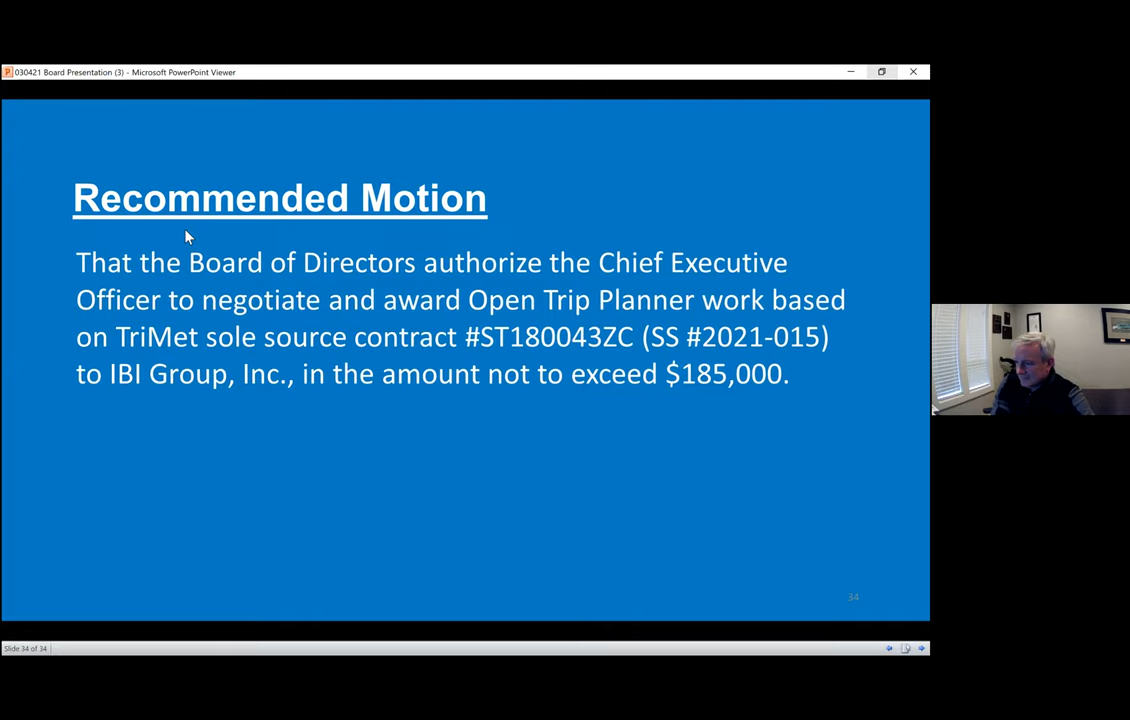 030421 Board Presentation (3) - Microsoft PowerPoint Viewer
Recommended Motion
That the Board of Directors authorize the Chief Executive
Officer to negotiate and award Open Trip Planner work based
on TriMet sole source contract #ST180043ZC (SS #2021-015)
to IBI Group, Inc., in the amount not to exceed $185,000.
34
Slide 34 of 34